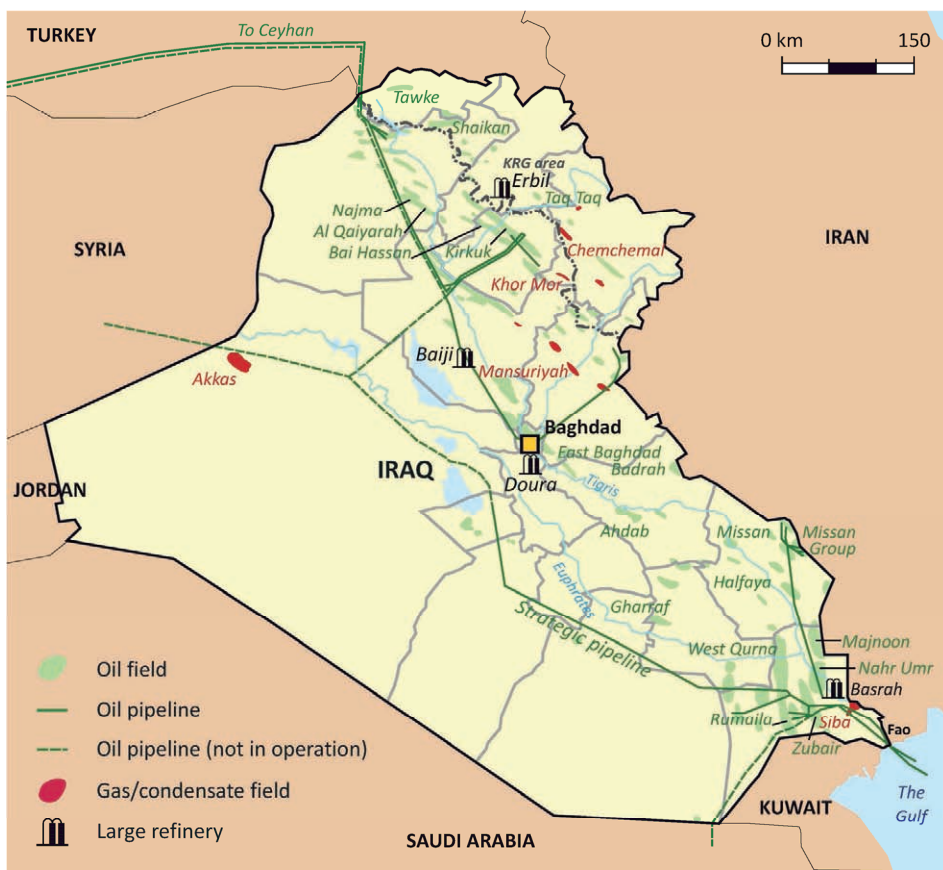 TURKEY
To Ceyhan
0 km 150
Tawke
Shaikan
KRG area
Erbil
Taq Taq
Najma
Al Qaiyarah
Bai Hassan
Kirkuk
Chemchemal
SYRIA
IRAN
Khor Mor
Baiji
Mansuriyah
Akkas
Baghdad
East Baghdad
Badrah
IRAQ
Doura
Tigris
JORDAN
Ahdab
Missan
Missan
Group
Euphrates
Halfaya
Gharraf
Strategic pipeline
West Qurna
Majnoon
Nahr Umr
Basrah
Rumaila
Siba
Fao
Zubair
Oil field
Oil pipeline
Oil pipeline (not in operation)
Gas/condensate field
Large refinery
KUWAIT
The
Gulf
SAUDI ARABIA